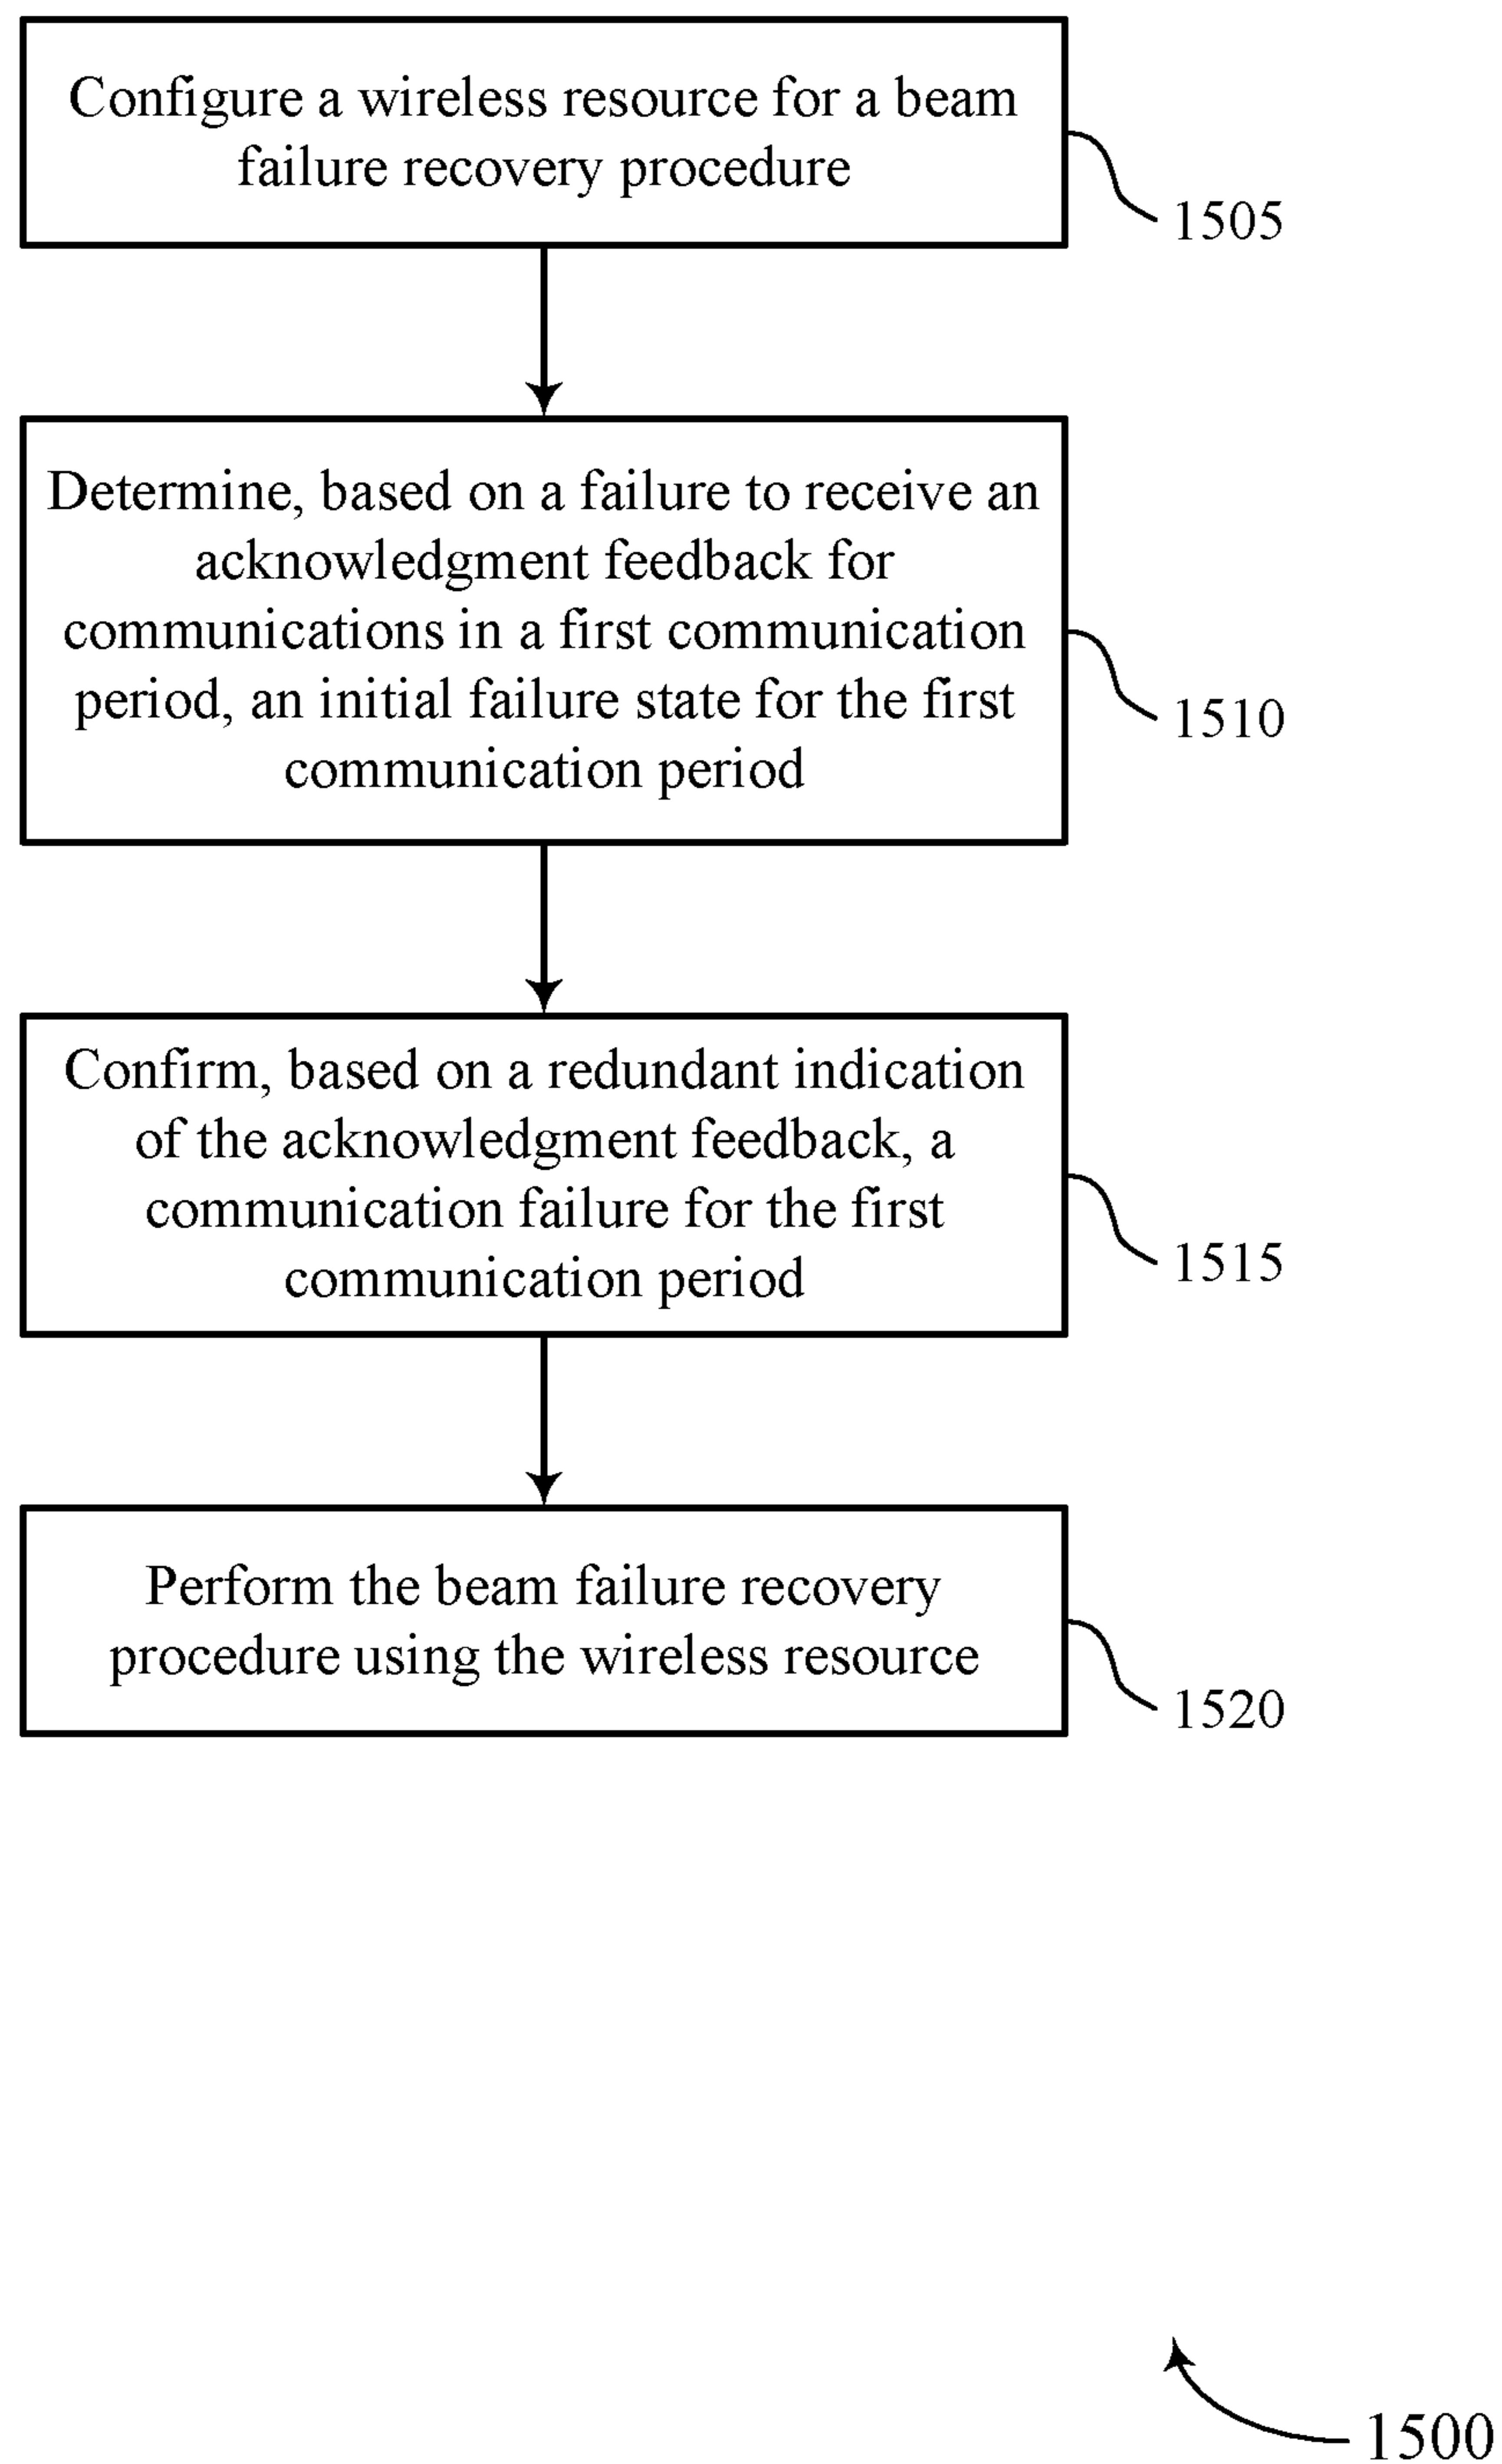 Configure a wireless resource for a beam
failure recovery procedure
1505
Determine, based on a failure to receive an
acknowledgment feedback for
communications in a first communication
period, an initial failure state for the first
communication period
1510
Confirm, based on a redundant indication
of the acknowledgment feedback, a
communication failure for the first
communication period
1515
Perform the beam failure recovery
procedure using the wireless resource
1520
1500